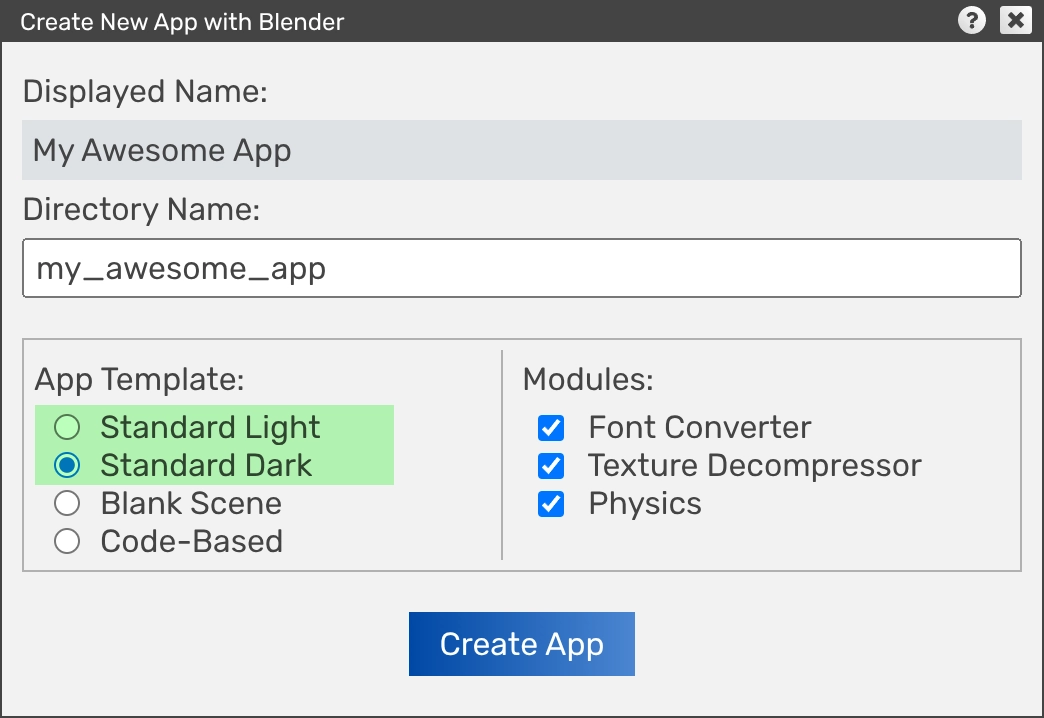 Create New App with Blender
?
Displayed Name:
My Awesome App
Directory Name:
my_awesome_app
App Template:
Standard Light
Standard Dark
Blank Scene
Code-Based
Modules:
Font Converter
Texture Decompressor
Physics
Create App